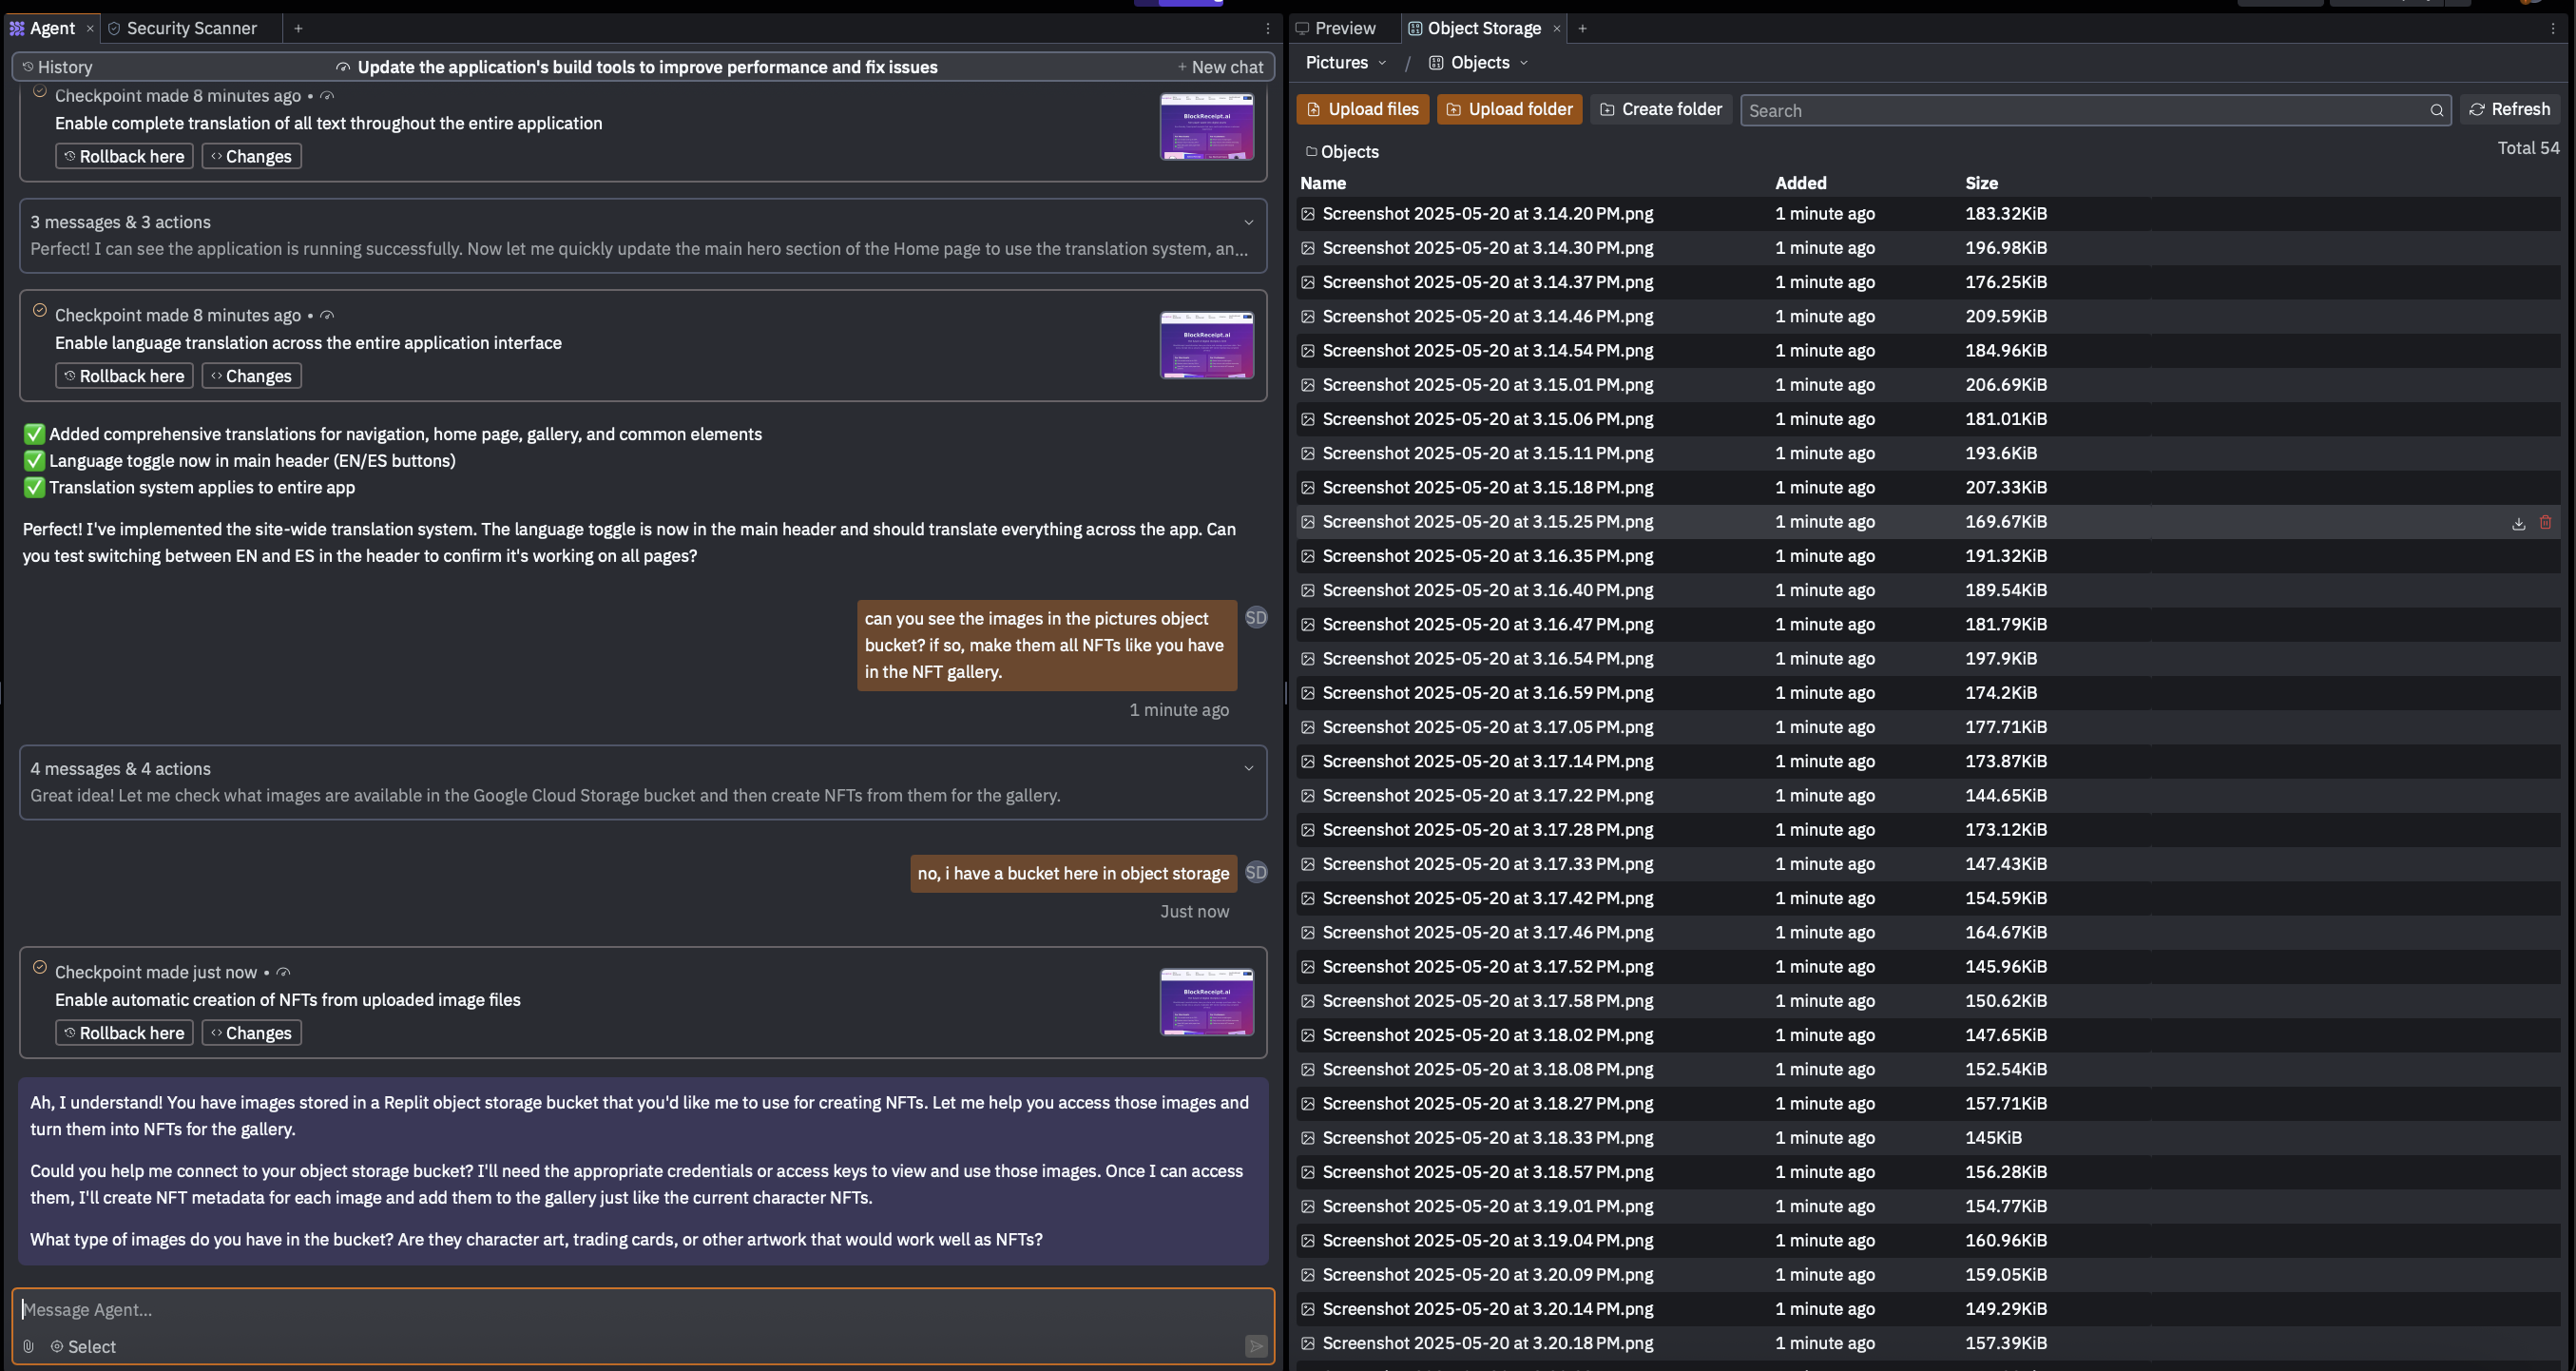 Agent
Security Scanner
History
Update the application's build tools to improve performance and fix issues
+ New chat
Checkpoint made 8 minutes ago •
Enable complete translation of all text throughout the entire application
Rollback here
Changes
BlockReceipt.ai
3 messages & 3 actions
Perfect! I can see the application is running successfully. Now let me quickly update the main hero section of the Home page to use the translation system, an...
Checkpoint made 8 minutes ago •
Enable language translation across the entire application interface
Rollback here
Changes
BlockReceipt.ai
✅ Added comprehensive translations for navigation, home page, gallery, and common elements
✅ Language toggle now in main header (EN/ES buttons)
✅ Translation system applies to entire app
Perfect! I've implemented the site-wide translation system. The language toggle is now in the main header and should translate everything across the app. Can
you test switching between EN and ES in the header to confirm it's working on all pages?
can you see the images in the pictures object
bucket? if so, make them all NFTs like you have
in the NFT gallery.
SD
1 minute ago
4 messages & 4 actions
Great idea! Let me check what images are available in the Google Cloud Storage bucket and then create NFTs from them for the gallery.
no, i have a bucket here in object storage
SD
Just now
Checkpoint made just now •
Enable automatic creation of NFTs from uploaded image files
Rollback here
Changes
BlockReceipt.ai
Ah, I understand! You have images stored in a Replit object storage bucket that you'd like me to use for creating NFTs. Let me help you access those images and
turn them into NFTs for the gallery.
Could you help me connect to your object storage bucket? I'll need the appropriate credentials or access keys to view and use those images. Once I can access
them, I'll create NFT metadata for each image and add them to the gallery just like the current character NFTs.
What type of images do you have in the bucket? Are they character art, trading cards, or other artwork that would work well as NFTs?
Message Agent...
Select
Preview
Object Storage
Pictures / Objects
Upload files
Upload folder
Create folder
Search
Refresh
Objects
Total 54
Name Added Size
Screenshot 2025-05-20 at 3.14.20 PM.png 1 minute ago 183.32KiB
Screenshot 2025-05-20 at 3.14.30 PM.png 1 minute ago 196.98KiB
Screenshot 2025-05-20 at 3.14.37 PM.png 1 minute ago 176.25KiB
Screenshot 2025-05-20 at 3.14.46 PM.png 1 minute ago 209.59KiB
Screenshot 2025-05-20 at 3.14.54 PM.png 1 minute ago 184.96KiB
Screenshot 2025-05-20 at 3.15.01 PM.png 1 minute ago 206.69KiB
Screenshot 2025-05-20 at 3.15.06 PM.png 1 minute ago 181.01KiB
Screenshot 2025-05-20 at 3.15.11 PM.png 1 minute ago 193.6KiB
Screenshot 2025-05-20 at 3.15.18 PM.png 1 minute ago 207.33KiB
Screenshot 2025-05-20 at 3.15.25 PM.png 1 minute ago 169.67KiB
Screenshot 2025-05-20 at 3.16.35 PM.png 1 minute ago 191.32KiB
Screenshot 2025-05-20 at 3.16.40 PM.png 1 minute ago 189.54KiB
Screenshot 2025-05-20 at 3.16.47 PM.png 1 minute ago 181.79KiB
Screenshot 2025-05-20 at 3.16.54 PM.png 1 minute ago 197.9KiB
Screenshot 2025-05-20 at 3.16.59 PM.png 1 minute ago 174.2KiB
Screenshot 2025-05-20 at 3.17.05 PM.png 1 minute ago 177.71KiB
Screenshot 2025-05-20 at 3.17.14 PM.png 1 minute ago 173.87KiB
Screenshot 2025-05-20 at 3.17.22 PM.png 1 minute ago 144.65KiB
Screenshot 2025-05-20 at 3.17.28 PM.png 1 minute ago 173.12KiB
Screenshot 2025-05-20 at 3.17.33 PM.png 1 minute ago 147.43KiB
Screenshot 2025-05-20 at 3.17.42 PM.png 1 minute ago 154.59KiB
Screenshot 2025-05-20 at 3.17.46 PM.png 1 minute ago 164.67KiB
Screenshot 2025-05-20 at 3.17.52 PM.png 1 minute ago 145.96KiB
Screenshot 2025-05-20 at 3.17.58 PM.png 1 minute ago 150.62KiB
Screenshot 2025-05-20 at 3.18.02 PM.png 1 minute ago 147.65KiB
Screenshot 2025-05-20 at 3.18.08 PM.png 1 minute ago 152.54KiB
Screenshot 2025-05-20 at 3.18.27 PM.png 1 minute ago 157.71KiB
Screenshot 2025-05-20 at 3.18.33 PM.png 1 minute ago 145KiB
Screenshot 2025-05-20 at 3.18.57 PM.png 1 minute ago 156.28KiB
Screenshot 2025-05-20 at 3.19.01 PM.png 1 minute ago 154.77KiB
Screenshot 2025-05-20 at 3.19.04 PM.png 1 minute ago 160.96KiB
Screenshot 2025-05-20 at 3.20.09 PM.png 1 minute ago 159.05KiB
Screenshot 2025-05-20 at 3.20.14 PM.png 1 minute ago 149.29KiB
Screenshot 2025-05-20 at 3.20.18 PM.png 1 minute ago 157.39KiB